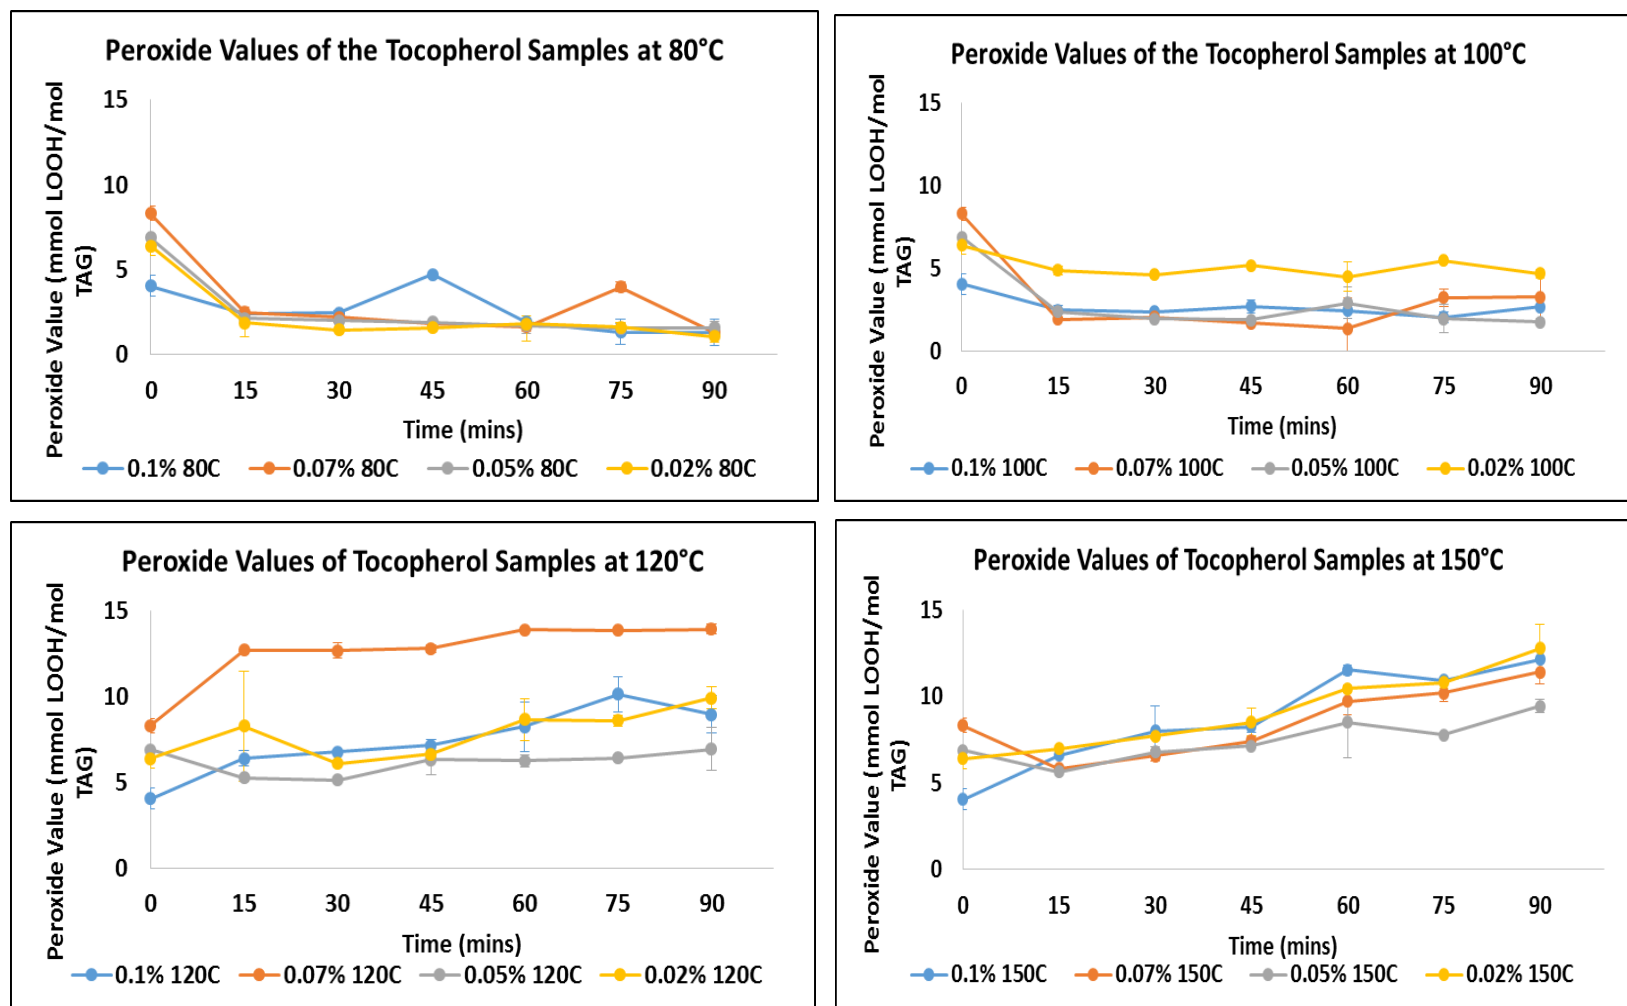 Peroxide Values of the Tocopherol Samples at 80°C
Peroxide Value (mmol LOOH/mol
TAG)
15
10
5
0
0 15 30 45 60 75 90
Time (mins)
0.1% 80C 0.07% 80C 0.05% 80C 0.02% 80C
Peroxide Values of the Tocopherol Samples at 100°C
Peroxide Value (mmol LOOH/mol
TAG)
15
10
5
0
0 15 30 45 60 75 90
Time (mins)
0.1% 100C 0.07% 100C 0.05% 100C 0.02% 100C
Peroxide Values of Tocopherol Samples at 120°C
Peroxide Value (mmol LOOH/mol
TAG)
15
10
5
0
0 15 30 45 60 75 90
Time (mins)
0.1% 120C 0.07% 120C 0.05% 120C 0.02% 120C
Peroxide Values of Tocopherol Samples at 150°C
Peroxide Value (mmol LOOH/mol
TAG)
15
10
5
0
0 15 30 45 60 75 90
Time (mins)
0.1% 150C 0.07% 150C 0.05% 150C 0.02% 150C